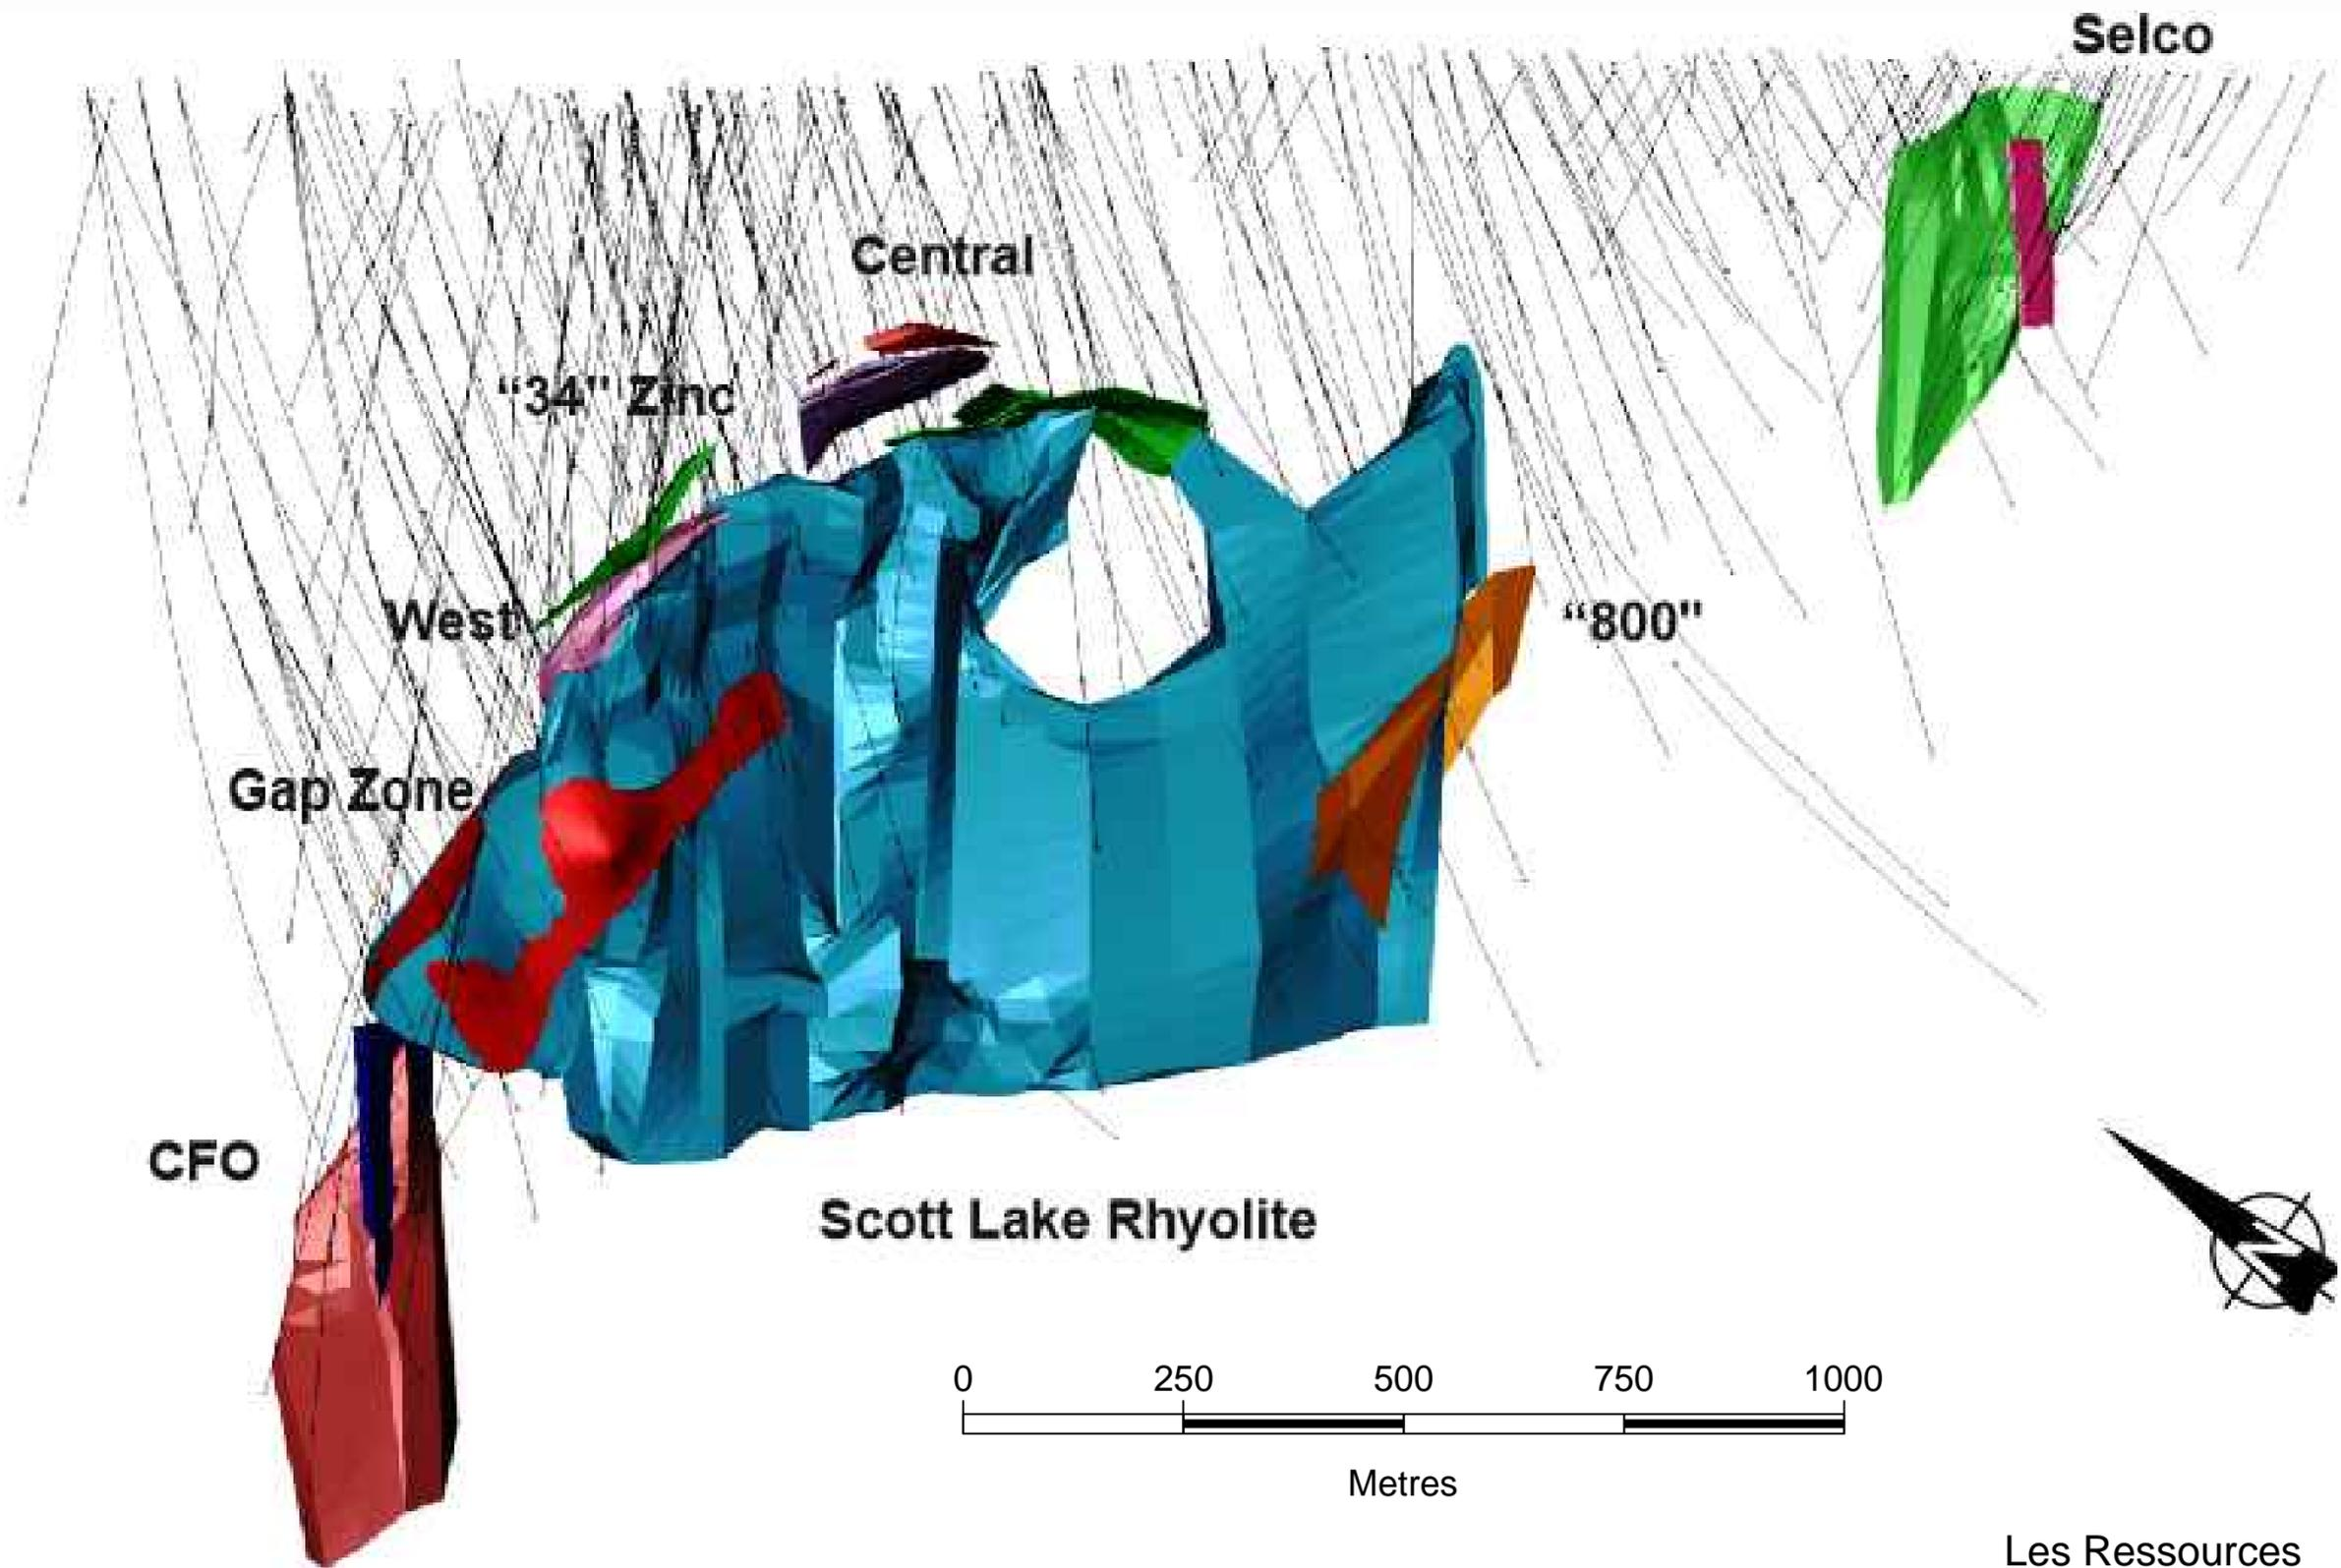 Selco
Central
“34" Zinc
West
“800"
Gap Zone
CFO
Scott Lake Rhyolite
N
0 250 500 750 1000
Metres
Les Ressources